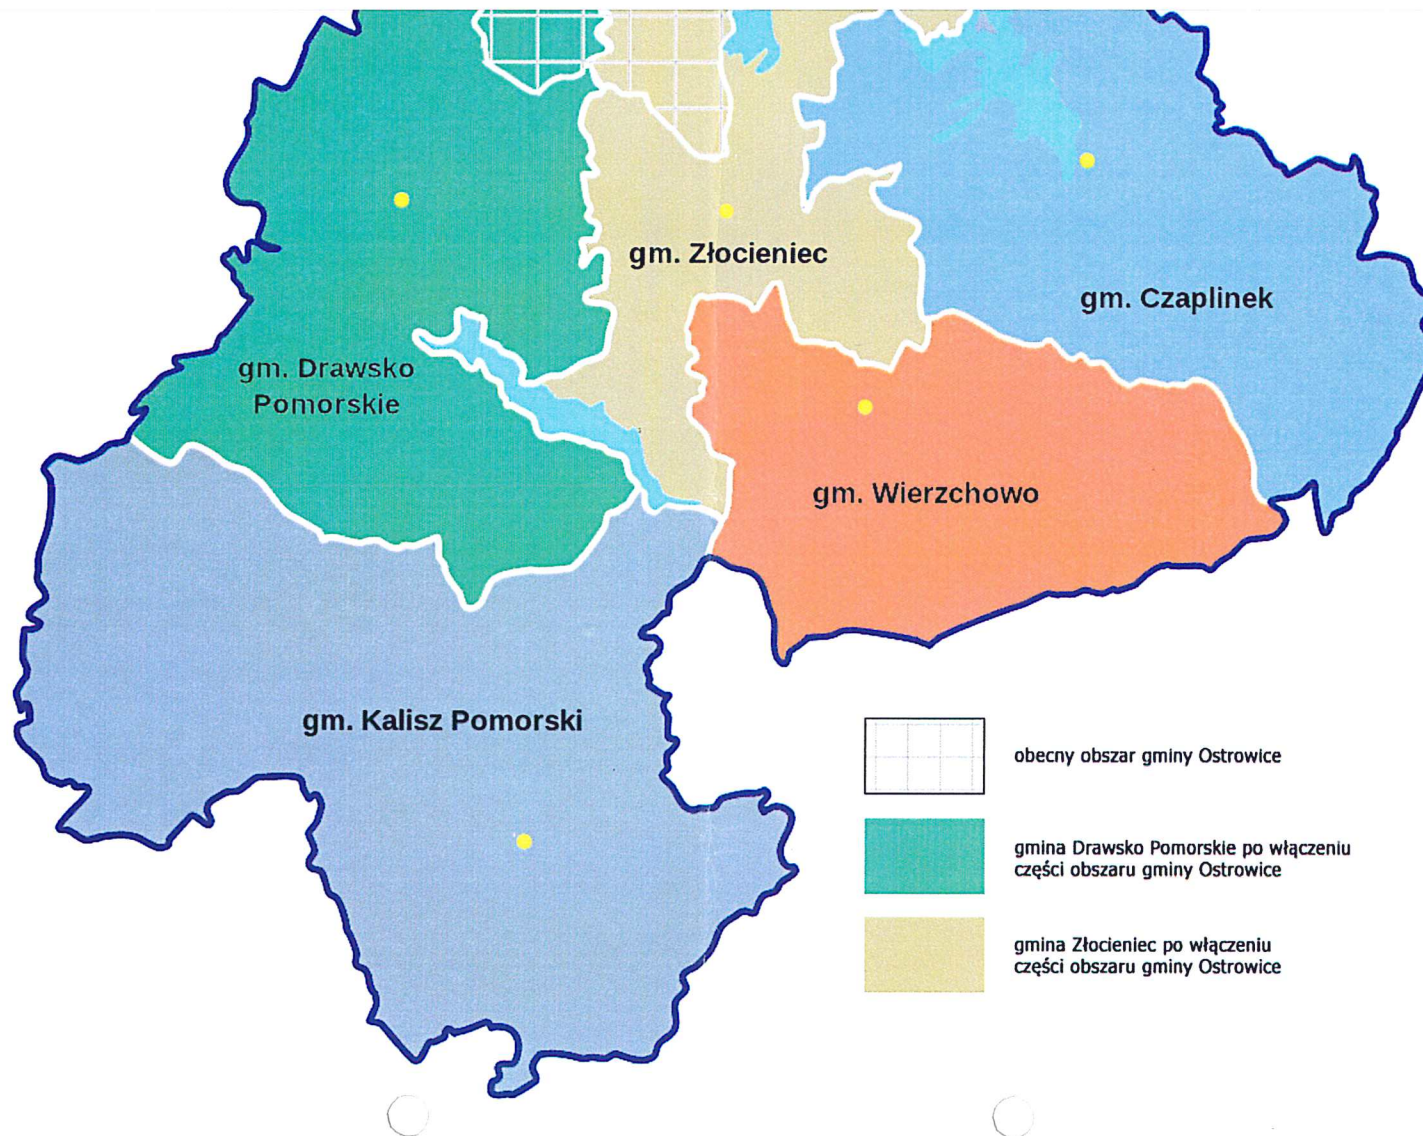 gm. Złocieniec
gm. Czaplinek
gm. Drawsko
Pomorskie
gm. Wierzchowo
gm. Kalisz Pomorski
obecny obszar gminy Ostrowice
gmina Drawsko Pomorskie po włączeniu
części obszaru gminy Ostrowice
gmina Złocieniec po włączeniu
części obszaru gminy Ostrowice